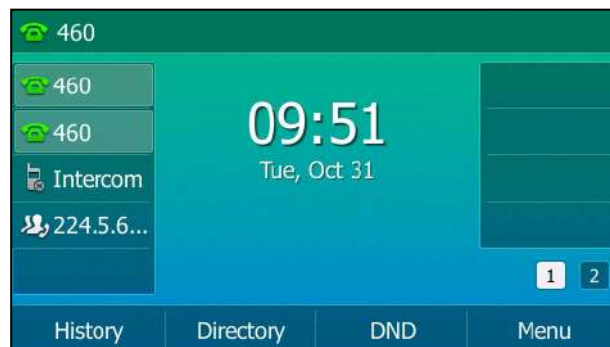 460
460
460
Intercom
224.5.6...
09:51
Tue, Oct 31
1 2
History Directory DND Menu